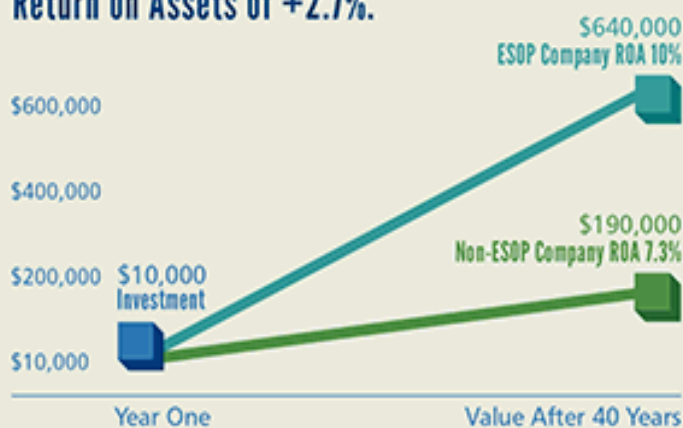 Return on Assets of +2.7%.
$640,000
ESOP Company ROA 10%
$600,000
$400,000
$190,000
Non-ESOP Company ROA 7.3%
$200,000
$10,000
Investment
$10,000
Year One
Value After 40 Years